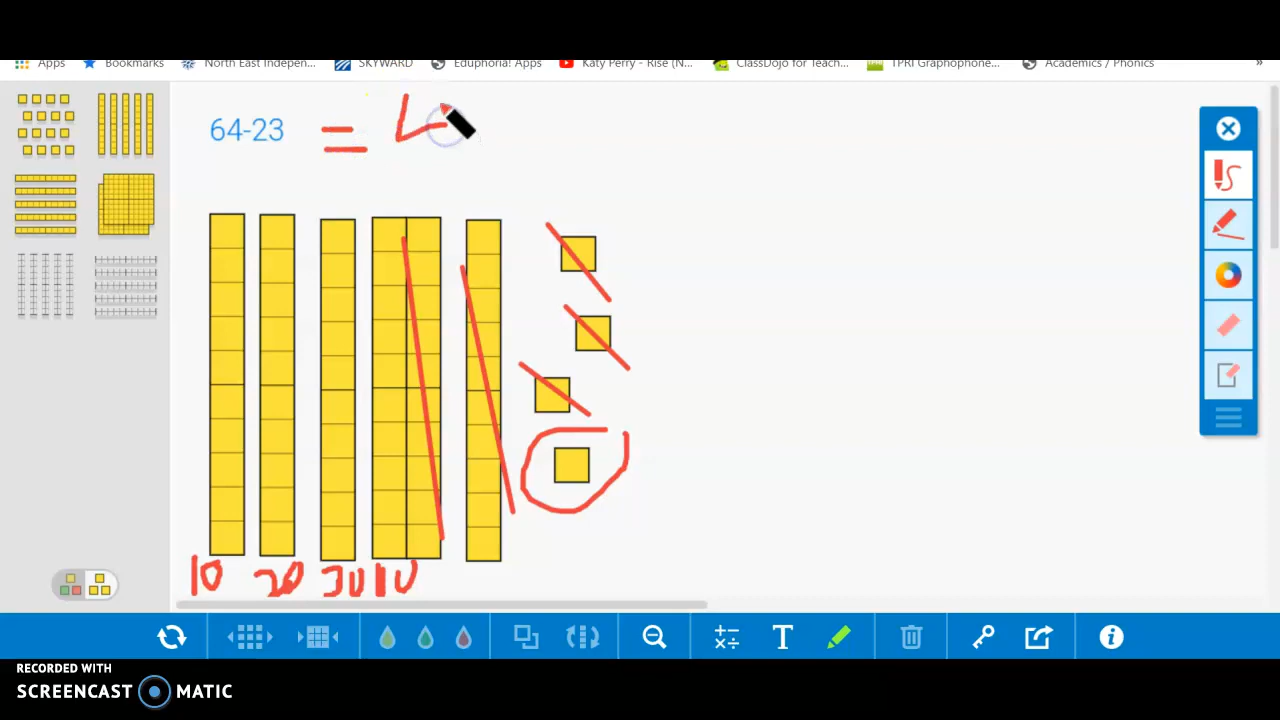 Apps Bookmarks North East Indepen... SKYWARD Eduphoria! Apps Katy Perry - Rise (N... ClassDojo for Teach... TPRI Graphophone... Academics / Phonics »
64-23 =
10 20 30
T i
RECORDED WITH
SCREENCAST MATIC